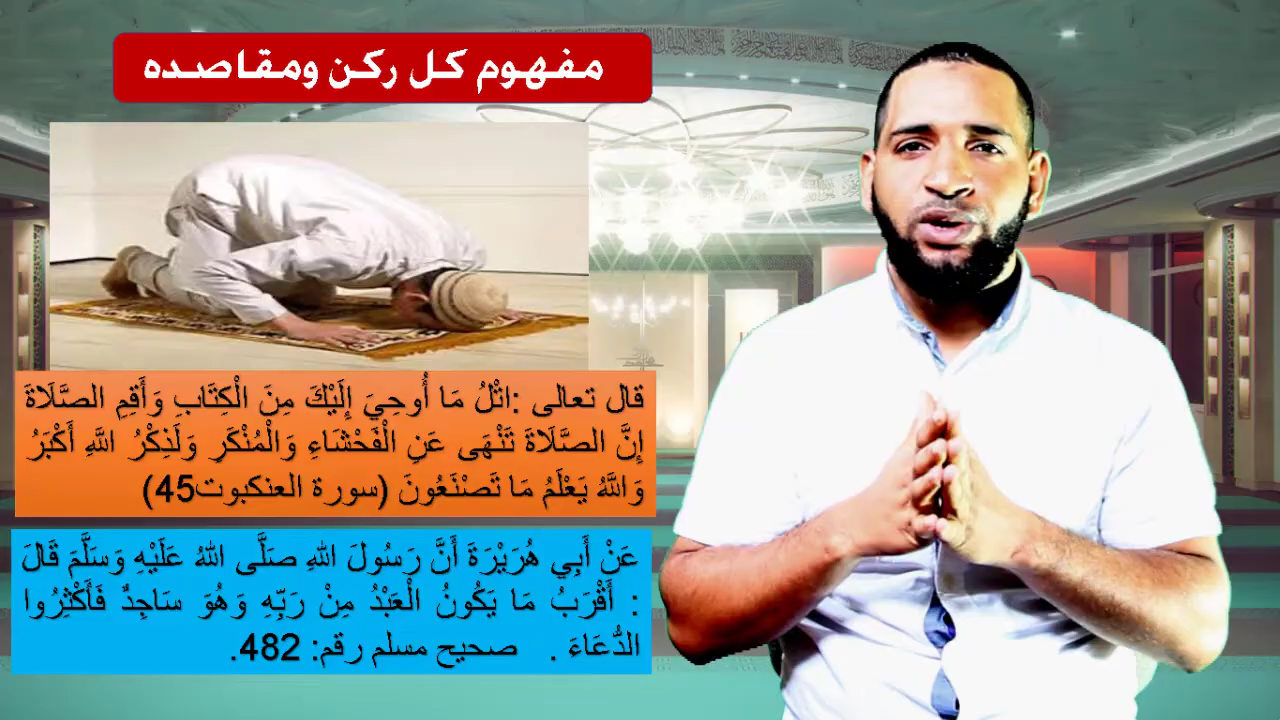 مفهوم كل ركن ومقاصده
قال تعالى :اتْلُ مَا أُوحِيَ إِلَيْكَ مِنَ الْكِتَابِ وَأَقِمِ الصَّلَاةَ
إِنَّ الصَّلَاةَ تَنْهَى عَنِ الْفَحْشَاءِ وَالْمُنْكَرِ وَلَذِكْرُ اللَّهِ أَكْبَرُ
وَاللَّهُ يَعْلَمُ مَا تَصْنَعُونَ (سورة العنكبوت45)
عَنْ أَبِي هُرَيْرَةَ أَنَّ رَسُولَ اللهِ صَلَّى اللهُ عَلَيْهِ وَسَلَّمَ قَالَ
: أَقْرَبُ مَا يَكُونُ الْعَبْدُ مِنْ رَبِّهِ وَهُوَ سَاجِدٌ فَأَكْثِرُوا
الدُّعَاءَ . صحيح مسلم رقم: 482.